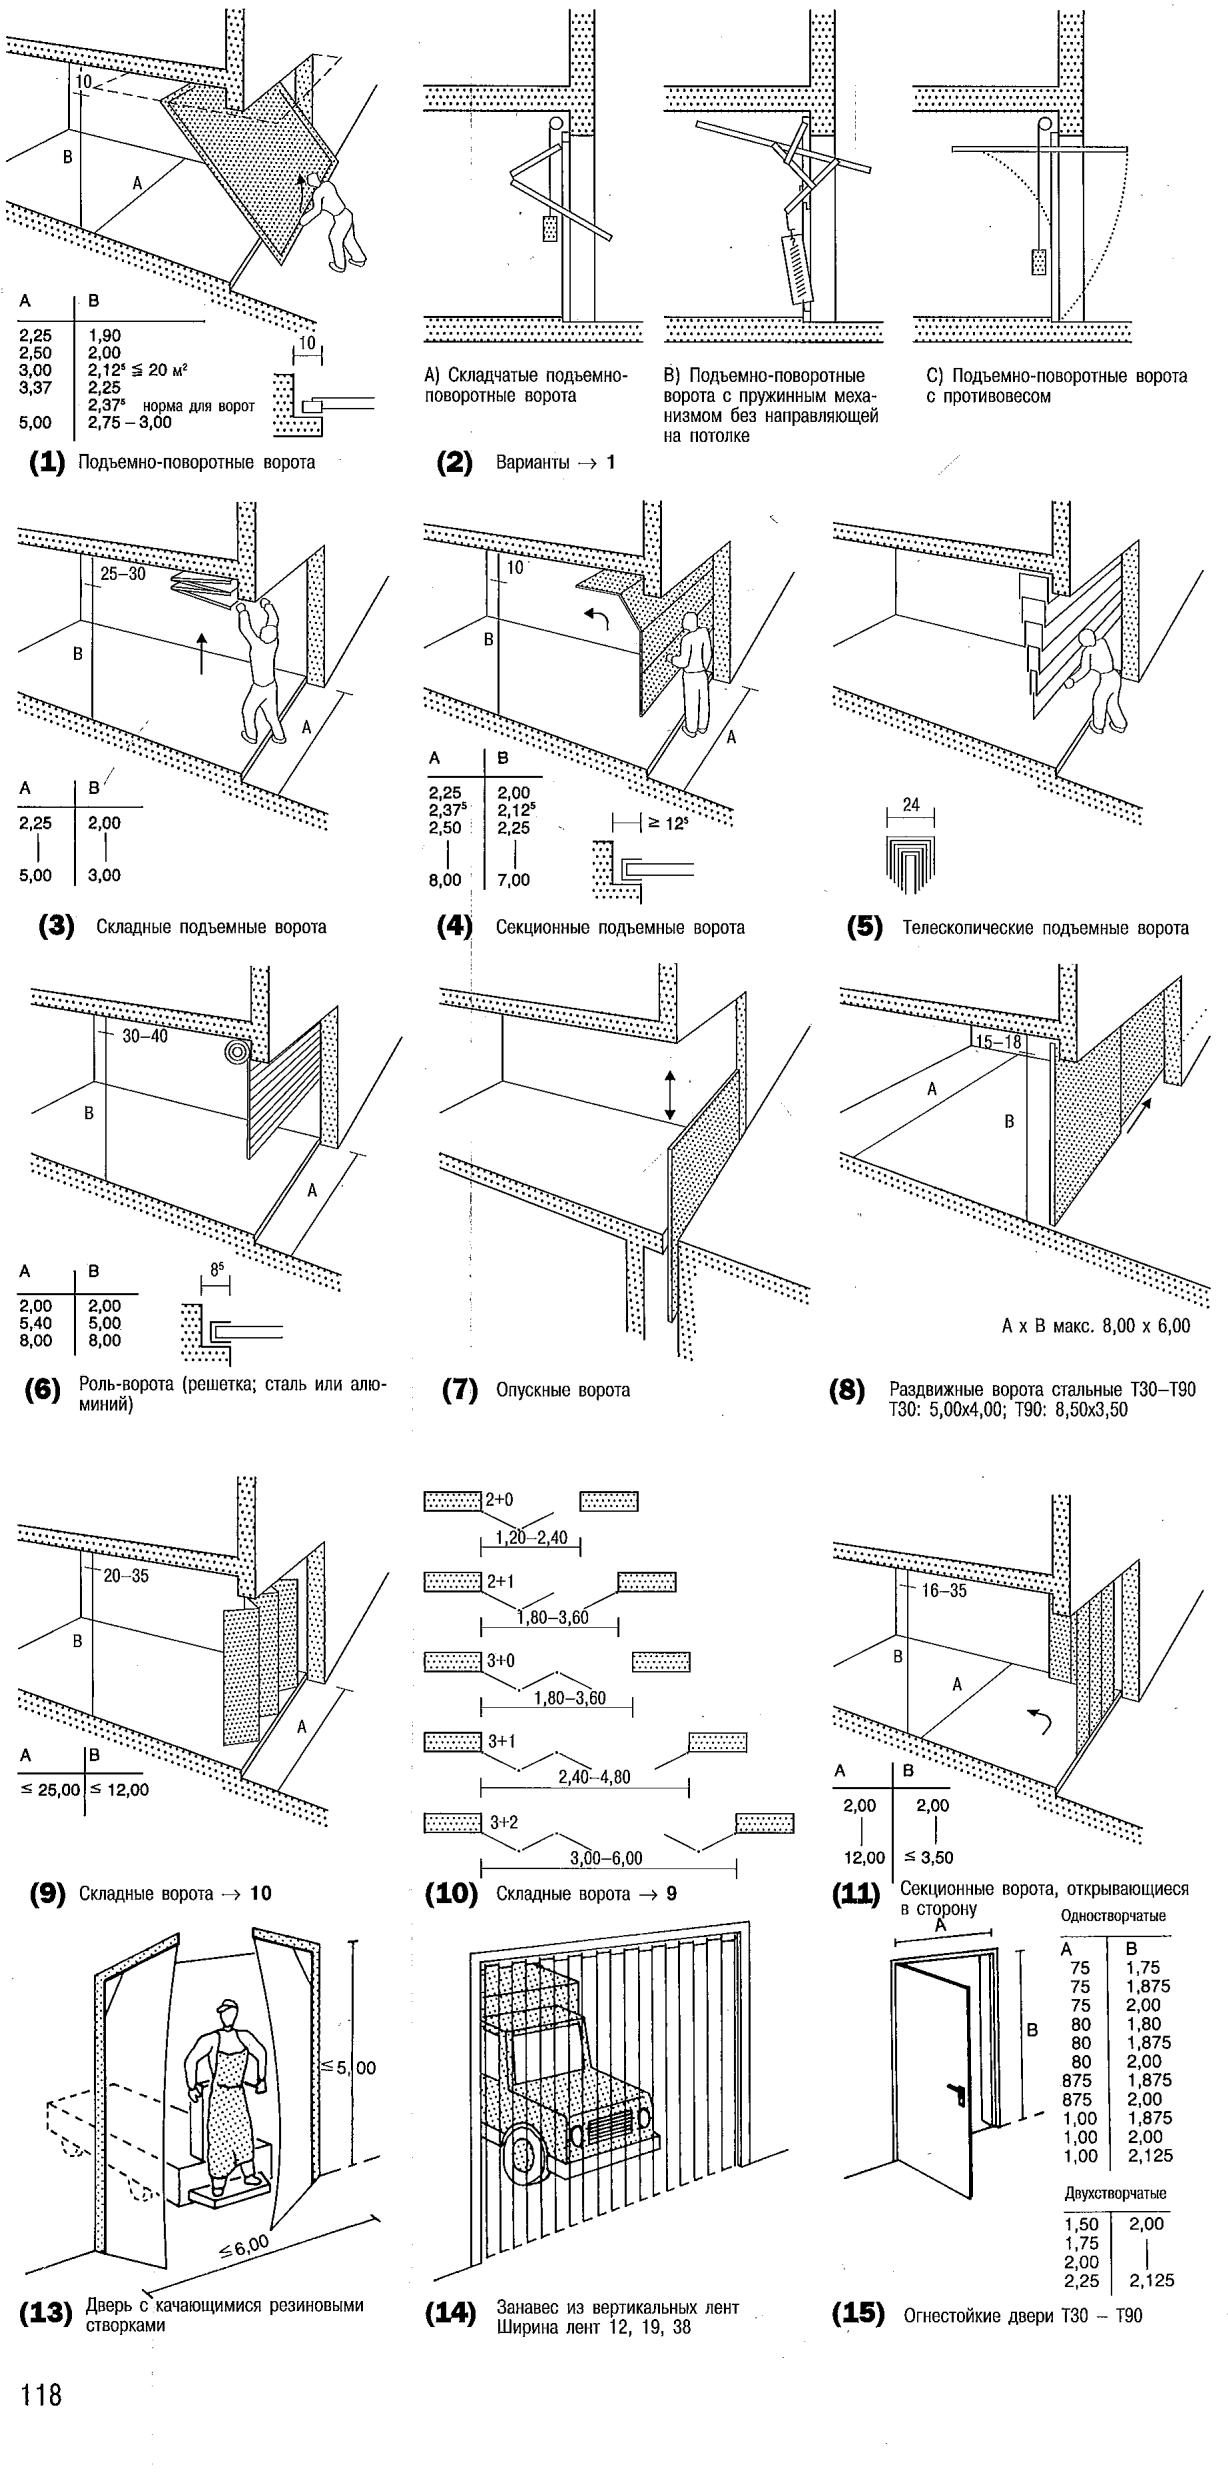 10
B
A
A B
2,25 1,90
2,50 2,00
3,00 2,12⁵ ≦ 20 м²
3,37 2,25
2,37⁵ норма для ворот
5,00 2,75 – 3,00
10
(1) Подъемно-поворотные ворота
А) Складчатые подъемно-
поворотные ворота
В) Подъемно-поворотные
ворота с пружинным меха-
низмом без направляющей
на потолке
С) Подъемно-поворотные ворота
с противовесом
(2) Варианты → 1
25–30
B
A
A B
2,25 2,00
5,00 3,00
(3) Складные подъемные ворота
10
B
A
A B
2,25 2,00
2,37⁵ 2,12⁵
2,50 2,25
8,00 7,00
≥ 12⁵
(4) Секционные подъемные ворота
24
(5) Телескопические подъемные ворота
30–40
B
A
A B
2,00 2,00
5,40 5,00
8,00 8,00
8⁵
(6) Роль-ворота (решетка; сталь или алю-
миний)
(7) Опускные ворота
15–18
A
B
А х В макс. 8,00 х 6,00
(8) Раздвижные ворота стальные Т30–Т90
Т30: 5,00х4,00; Т90: 8,50х3,50
20–35
B
A
A B
≤ 25,00 ≤ 12,00
(9) Складные ворота → 10
2+0
1,20–2,40
2+1
1,80–3,60
3+0
1,80–3,60
3+1
2,40–4,80
3+2
3,00–6,00
(10) Складные ворота → 9
16–35
B
A
A B
2,00 2,00
12,00 ≤ 3,50
(11) Секционные ворота, открывающиеся
в сторону
≤5,00
≤6,00
(13) Дверь с качающимися резиновыми
створками
(14) Занавес из вертикальных лент
Ширина лент 12, 19, 38
A
B
Одностворчатые
A B
75 1,75
75 1,875
75 2,00
80 1,80
80 1,875
80 2,00
875 1,875
875 2,00
1,00 1,875
1,00 2,00
1,00 2,125
Двухстворчатые
1,50 2,00
1,75
2,00
2,25 2,125
(15) Огнестойкие двери Т30 – Т90
118